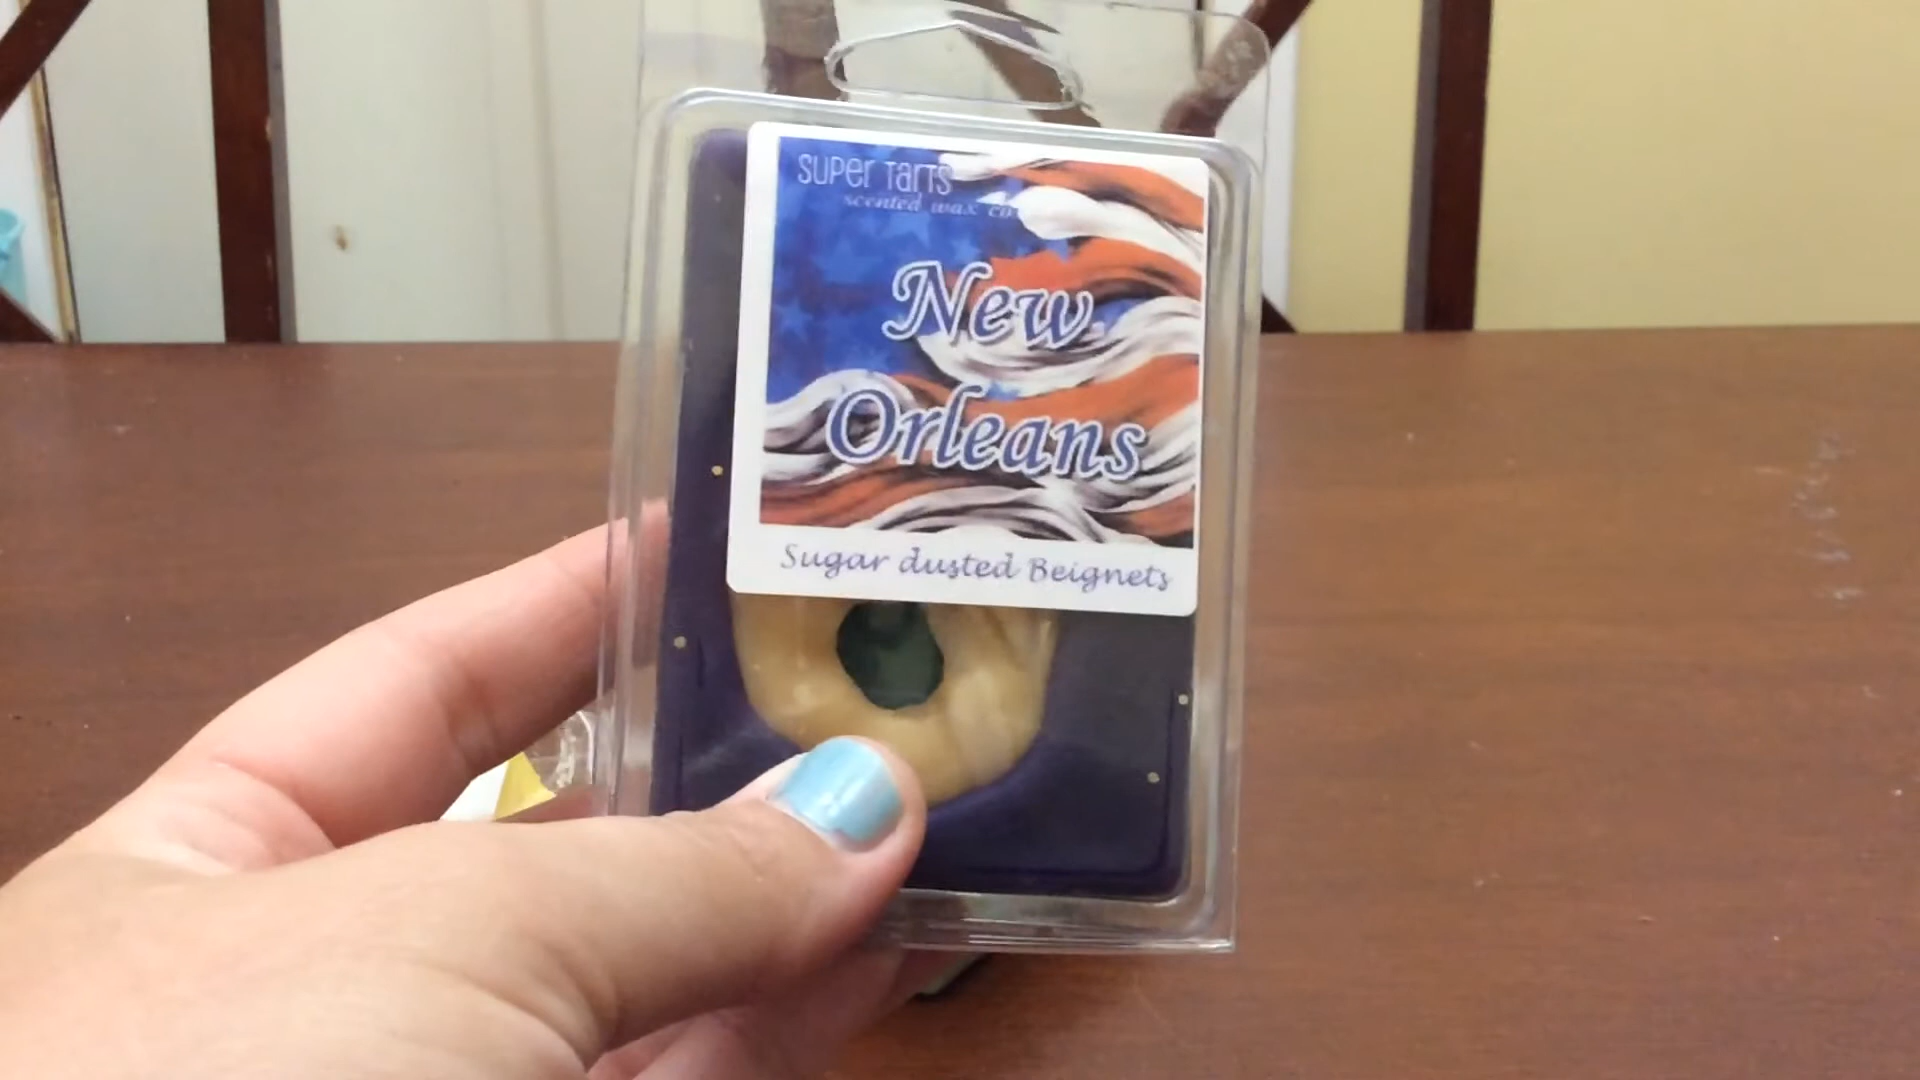 Super Tarts
scented wax co
New
Orleans
Sugar dusted Beignets